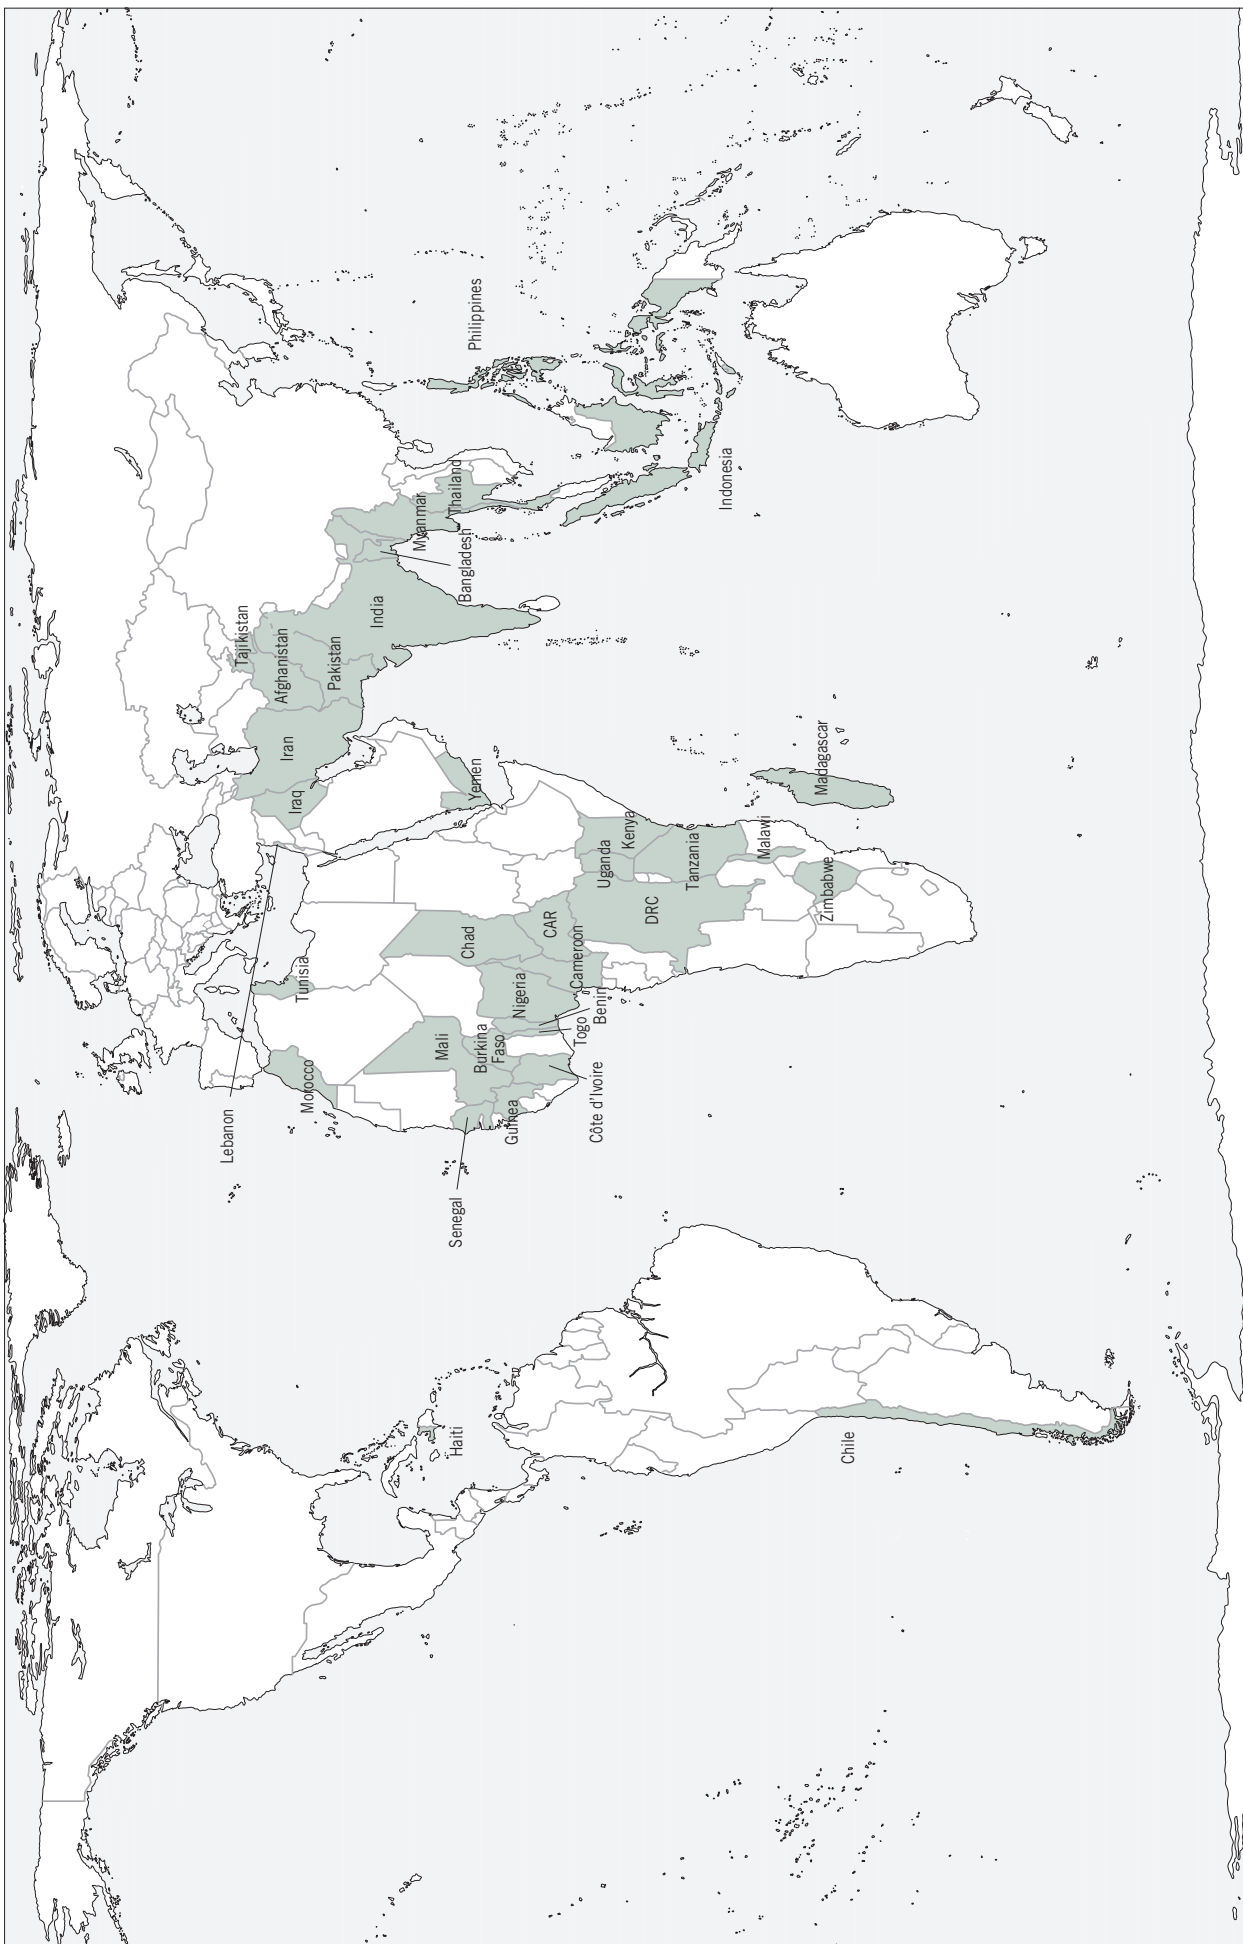 Haiti
Chile
Lebanon
Senegal
Morocco
Tunisia
Mali
Burkina
Faso
Guinea
Côte d'Ivoire
Togo
Benin
Nigeria
Chad
Cameroon
CAR
DRC
Uganda
Kenya
Tanzania
Malawi
Zimbabwe
Madagascar
Yemen
Iraq
Iran
Afghanistan
Tajikistan
Pakistan
India
Bangladesh
Myanmar
Thailand
Philippines
Indonesia